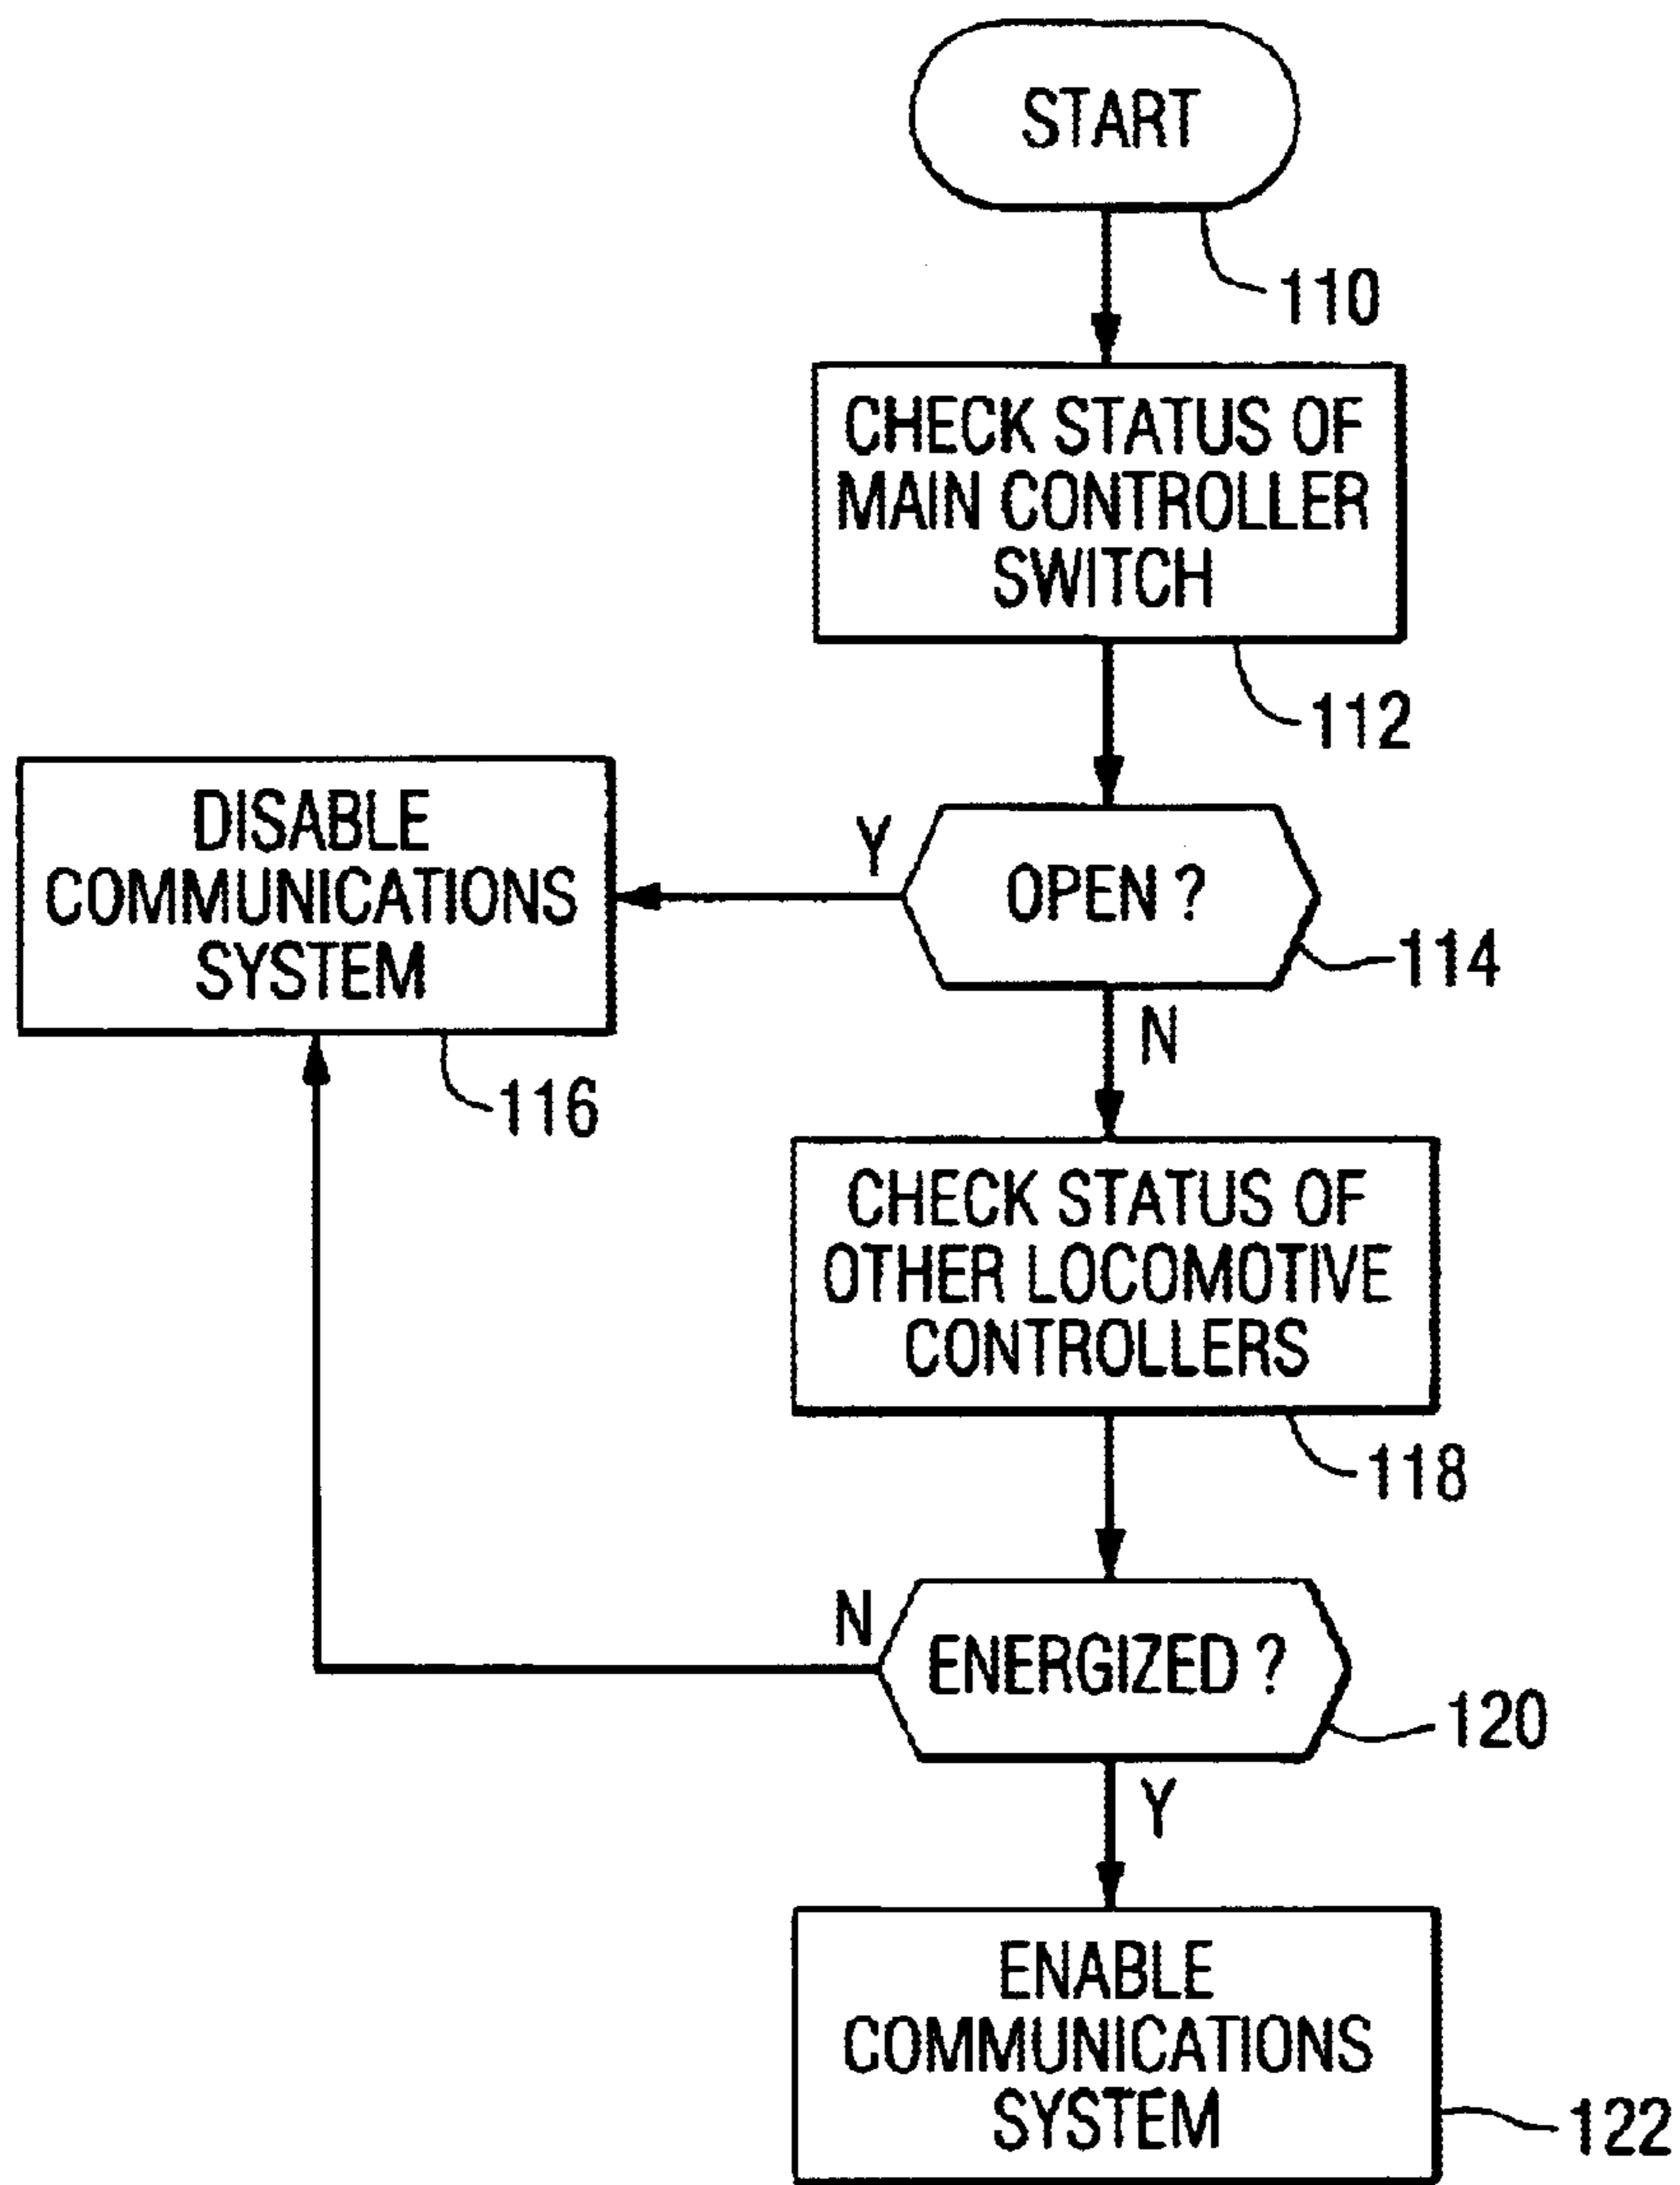 START
110
CHECK STATUS OF
MAIN CONTROLLER
SWITCH
112
DISABLE
COMMUNICATIONS
SYSTEM
116
Y
OPEN ?
114
N
CHECK STATUS OF
OTHER LOCOMOTIVE
CONTROLLERS
118
N
ENERGIZED ?
120
Y
ENABLE
COMMUNICATIONS
SYSTEM
122